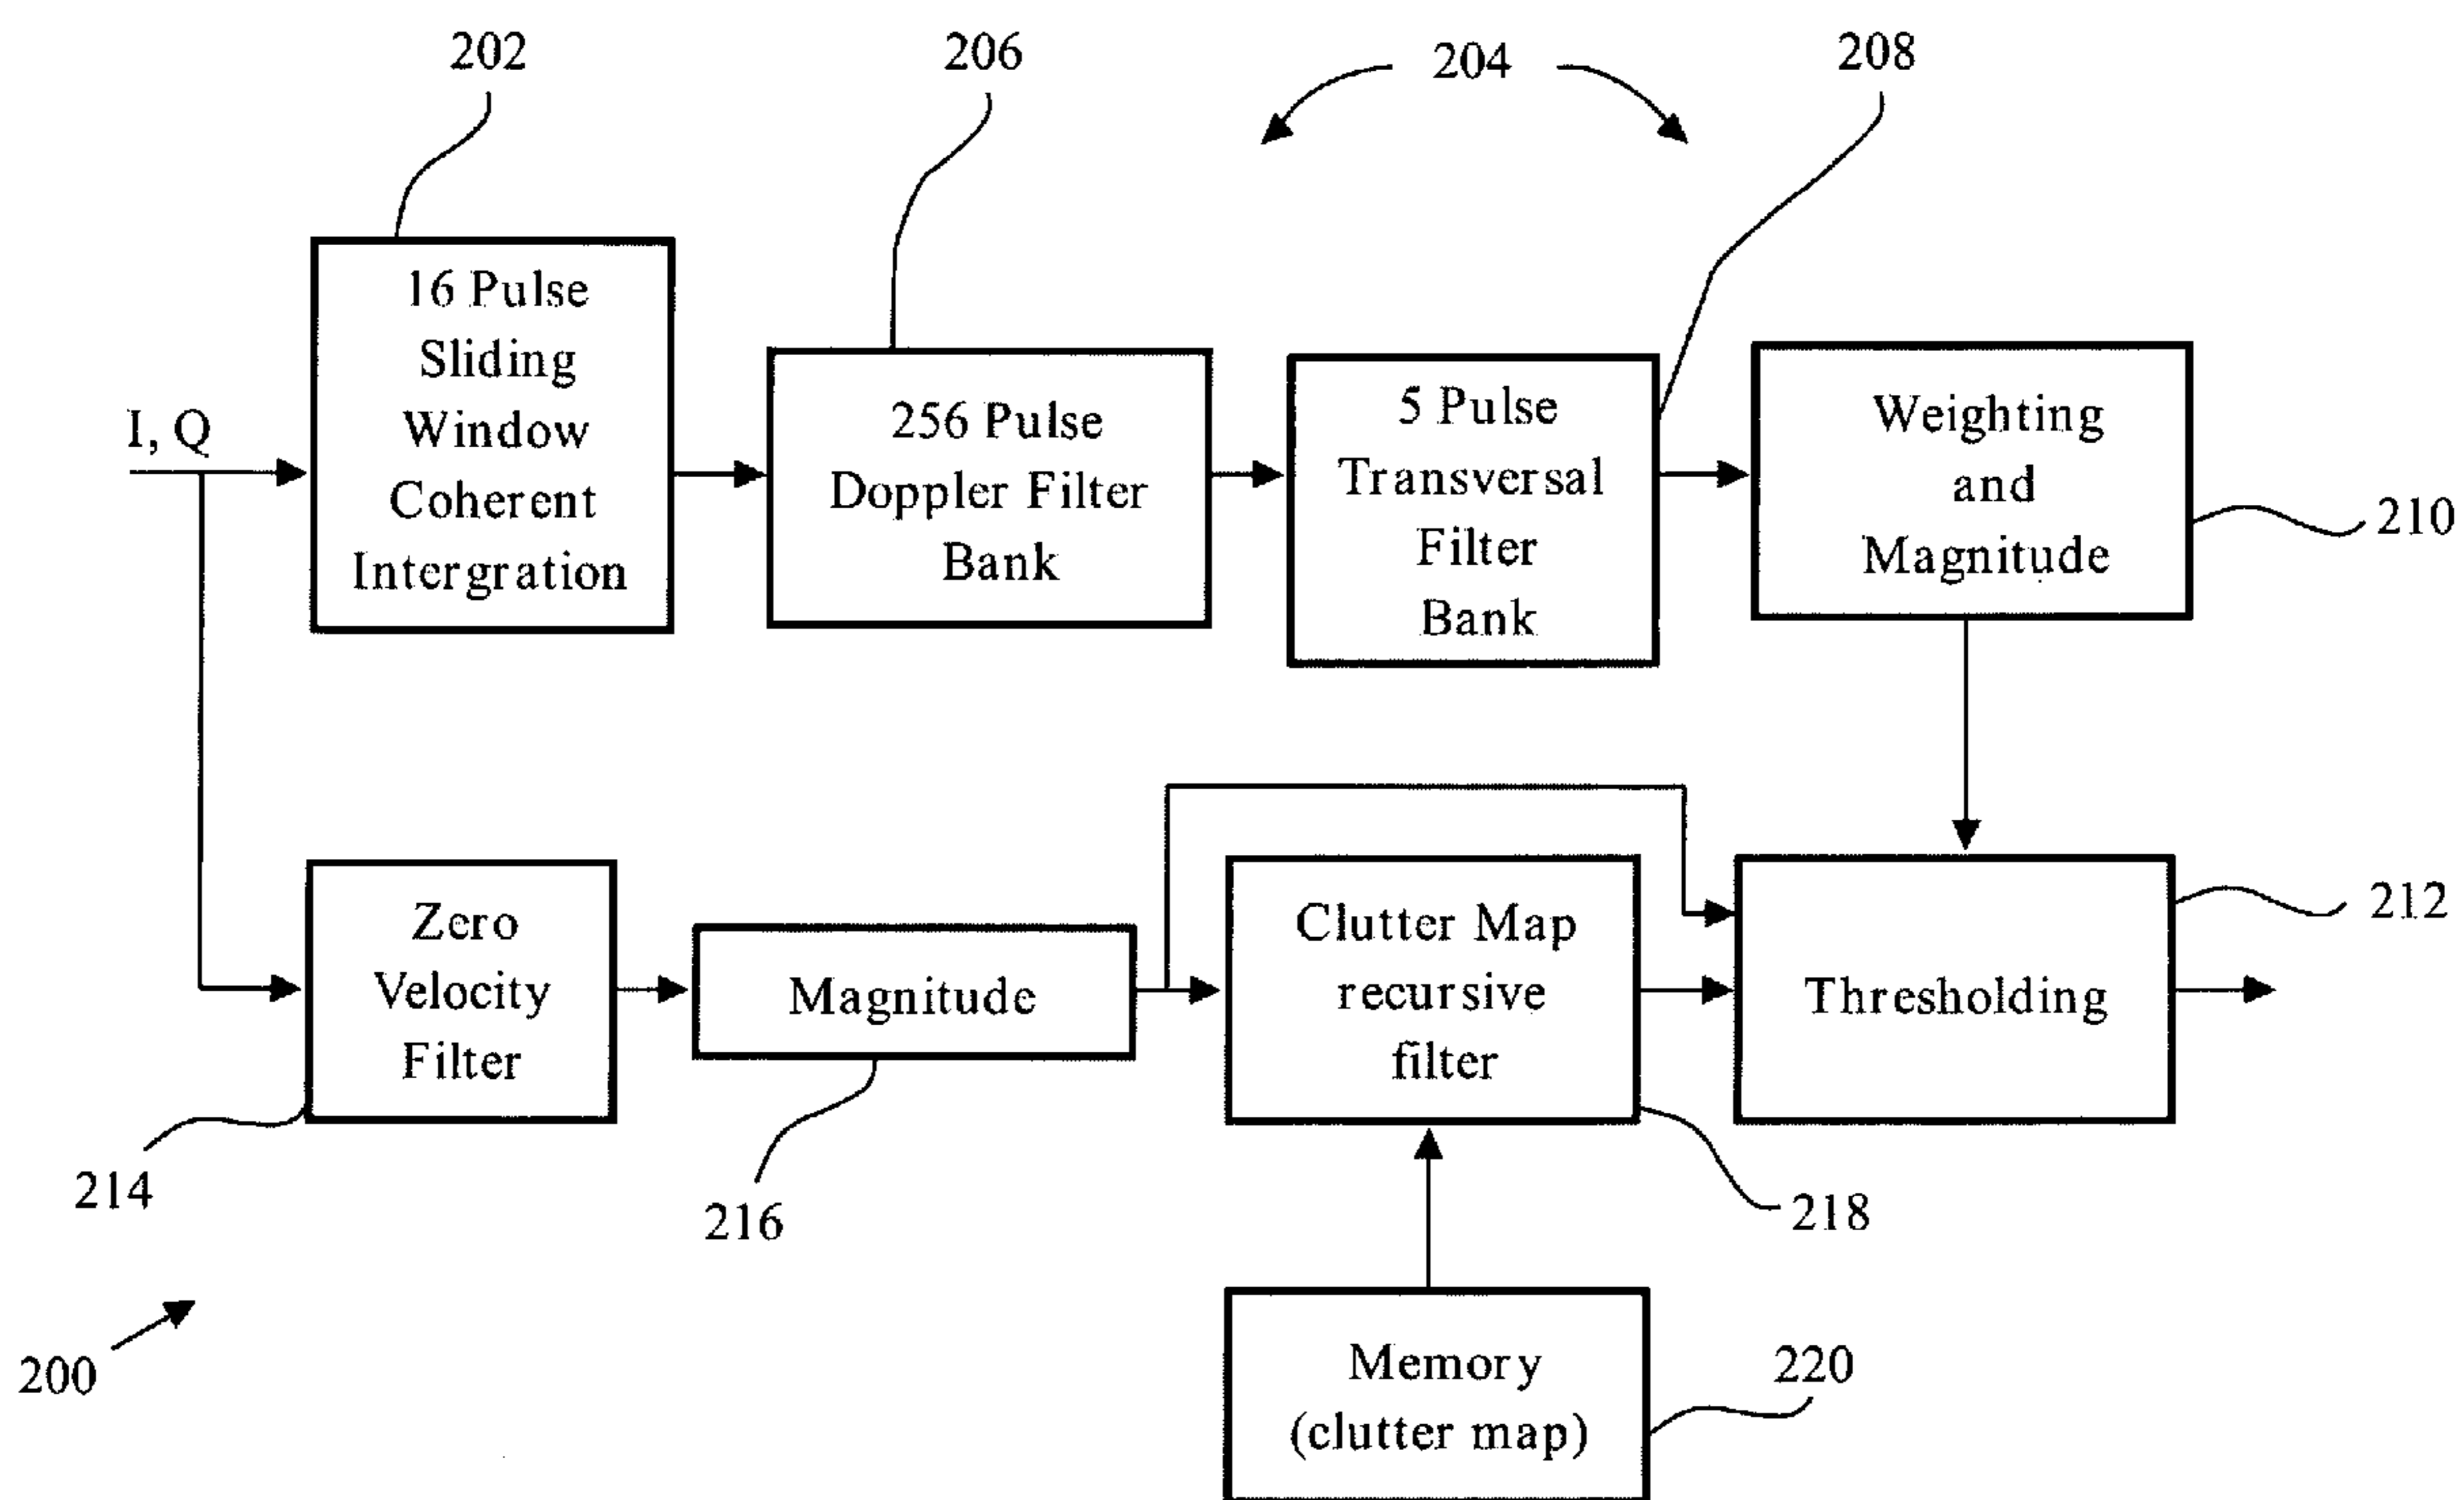 202
206
204
208
16 Pulse
Sliding
Window
Coherent
Intergration
I, Q
256 Pulse
Doppler Filter
Bank
5 Pulse
Transversal
Filter
Bank
Weighting
and
Magnitude
210
Zero
Velocity
Filter
Magnitude
Clutter Map
recursive
filter
Thresholding
212
214
216
218
200
Memory
(clutter map)
220